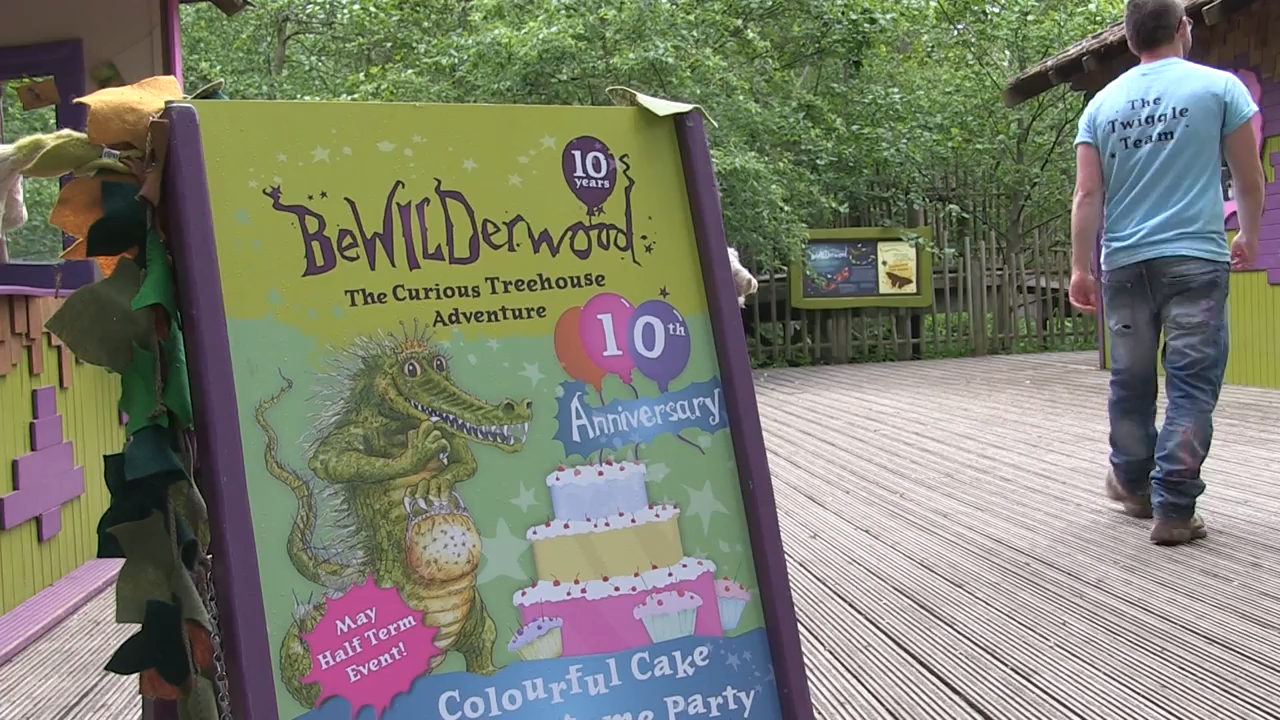 10
years
BeWILDerwood
The Curious Treehouse
Adventure
10th
Anniversary
May
Half Term
Event!
Colourful Cake
Party
The
Twiggle
Team
BeWILDerwood